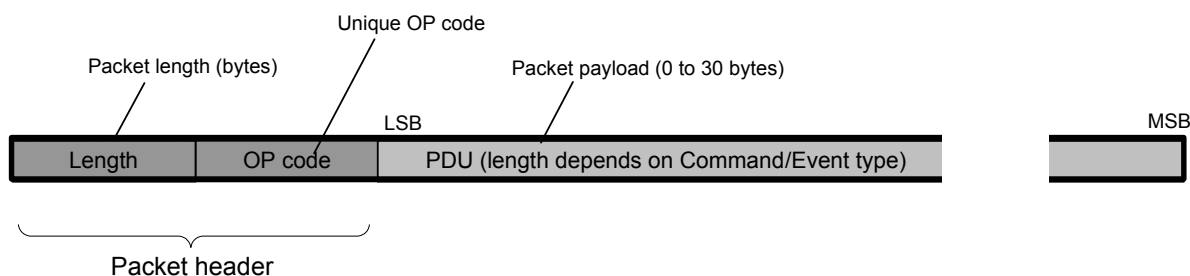 Unique OP code
Packet length (bytes)
Packet payload (0 to 30 bytes)
LSB
MSB
Length
OP code
PDU (length depends on Command/Event type)
Packet header